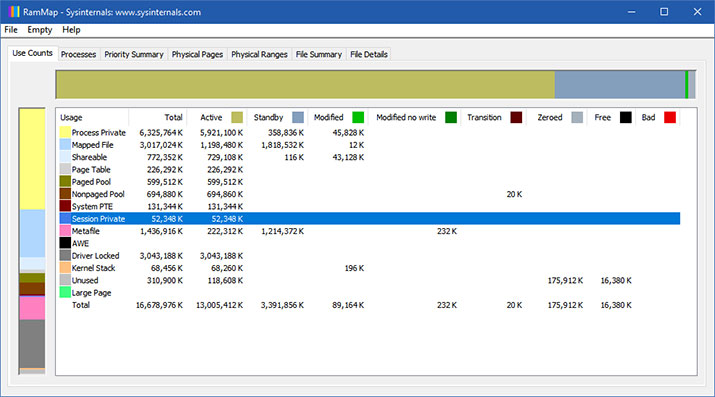 RamMap - Sysinternals: www.sysinternals.com
File Empty Help
Use Counts Processes Priority Summary Physical Pages Physical Ranges File Summary File Details
Usage Total Active Standby Modified Modified no write Transition Zeroed Free Bad
Process Private 6,325,764 K 5,921,100 K 358,836 K 45,828 K
Mapped File 3,017,024 K 1,198,480 K 1,818,532 K 12 K
Shareable 772,352 K 729,108 K 116 K 43,128 K
Page Table 226,292 K 226,292 K
Paged Pool 599,512 K 599,512 K
Nonpaged Pool 694,880 K 694,860 K 20 K
System PTE 131,344 K 131,344 K
Session Private 52,348 K 52,348 K
Metafile 1,436,916 K 222,312 K 1,214,372 K 232 K
AWE
Driver Locked 3,043,188 K 3,043,188 K
Kernel Stack 68,456 K 68,260 K 196 K
Unused 310,900 K 118,608 K 175,912 K 16,380 K
Large Page
Total 16,678,976 K 13,005,412 K 3,391,856 K 89,164 K 232 K 20 K 175,912 K 16,380 K